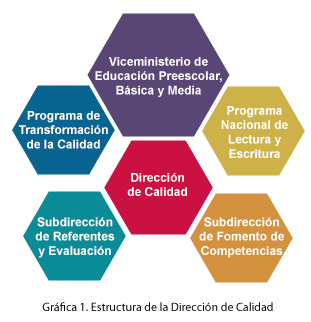 Viceministerio de
Educación Preescolar,
Básica y Media
Programa de
Transformación
de la Calidad
Programa
Nacional de
Lectura y
Escritura
Dirección
de Calidad
Subdirección
de Referentes
y Evaluación
Subdirección
de Fomento de
Competencias
Gráfica 1. Estructura de la Dirección de Calidad